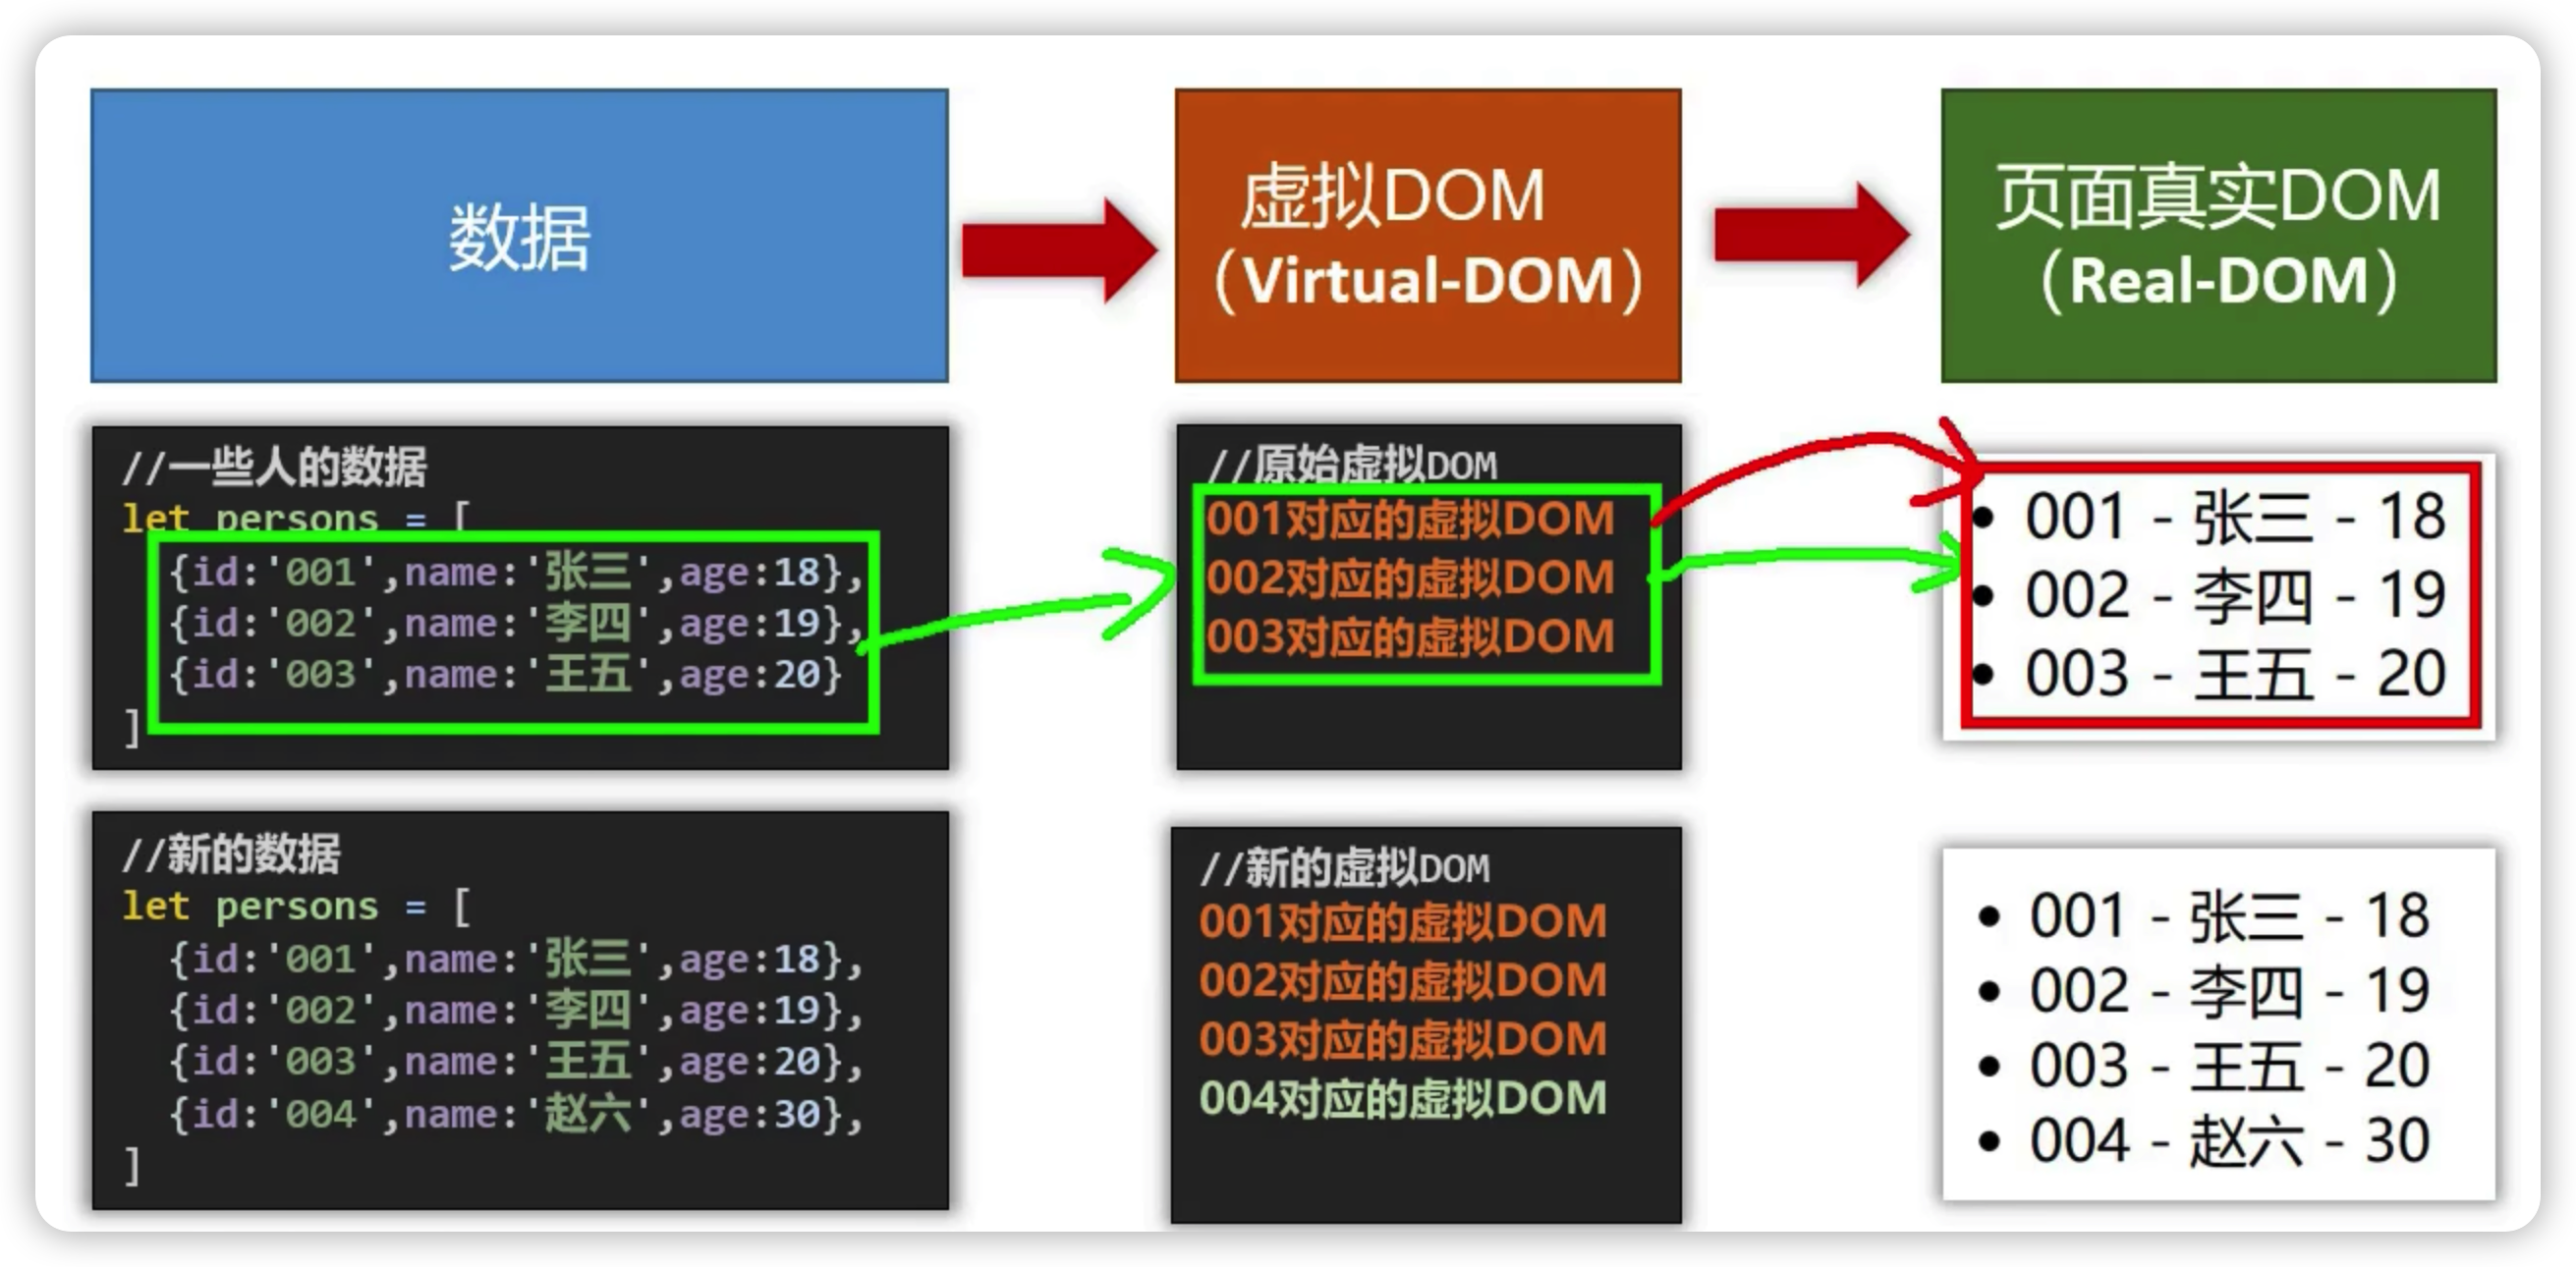 数据
虚拟DOM
（Virtual-DOM）
页面真实DOM
（Real-DOM）
//一些人的数据
let persons = [
{id:'001',name:'张三',age:18},
{id:'002',name:'李四',age:19},
{id:'003',name:'王五',age:20}
]
//原始虚拟DOM
001对应的虚拟DOM
002对应的虚拟DOM
003对应的虚拟DOM
• 001 - 张三 - 18
• 002 - 李四 - 19
• 003 - 王五 - 20
//新的数据
let persons = [
{id:'001',name:'张三',age:18},
{id:'002',name:'李四',age:19},
{id:'003',name:'王五',age:20},
{id:'004',name:'赵六',age:30},
]
//新的虚拟DOM
001对应的虚拟DOM
002对应的虚拟DOM
003对应的虚拟DOM
004对应的虚拟DOM
• 001 - 张三 - 18
• 002 - 李四 - 19
• 003 - 王五 - 20
• 004 - 赵六 - 30